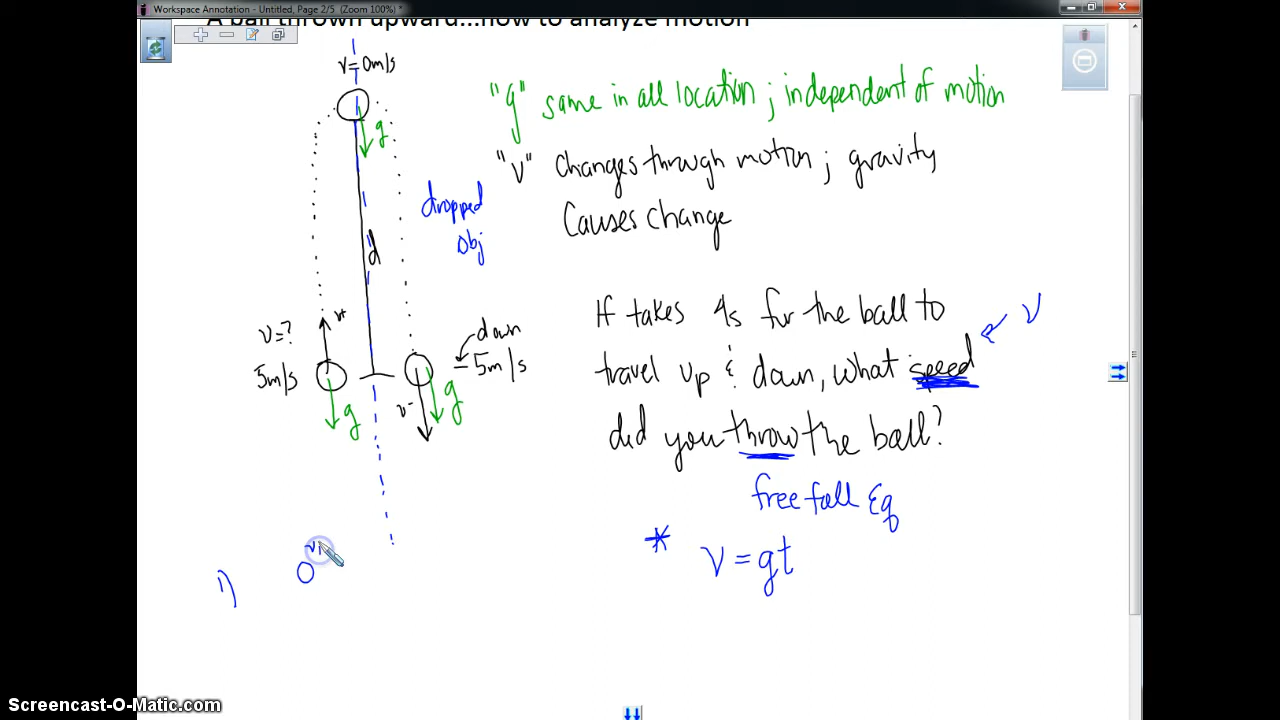 Workspace Annotation - Untitled, Page 2/5 (Zoom 100%) *
A ball thrown upward...how to analyze motion
v=0m/s
g
d
dropped
Obj
v=?
v+
5m/s
g
down
-5m/s
v-
g
"g" same in all location ; independent of motion
"v" changes through motion ; gravity
Causes change
If takes 4s for the ball to
travel up & down, what speed
v
did you throw the ball?
free fall Eq
* v = gt
1)
Screencast-O-Matic.com